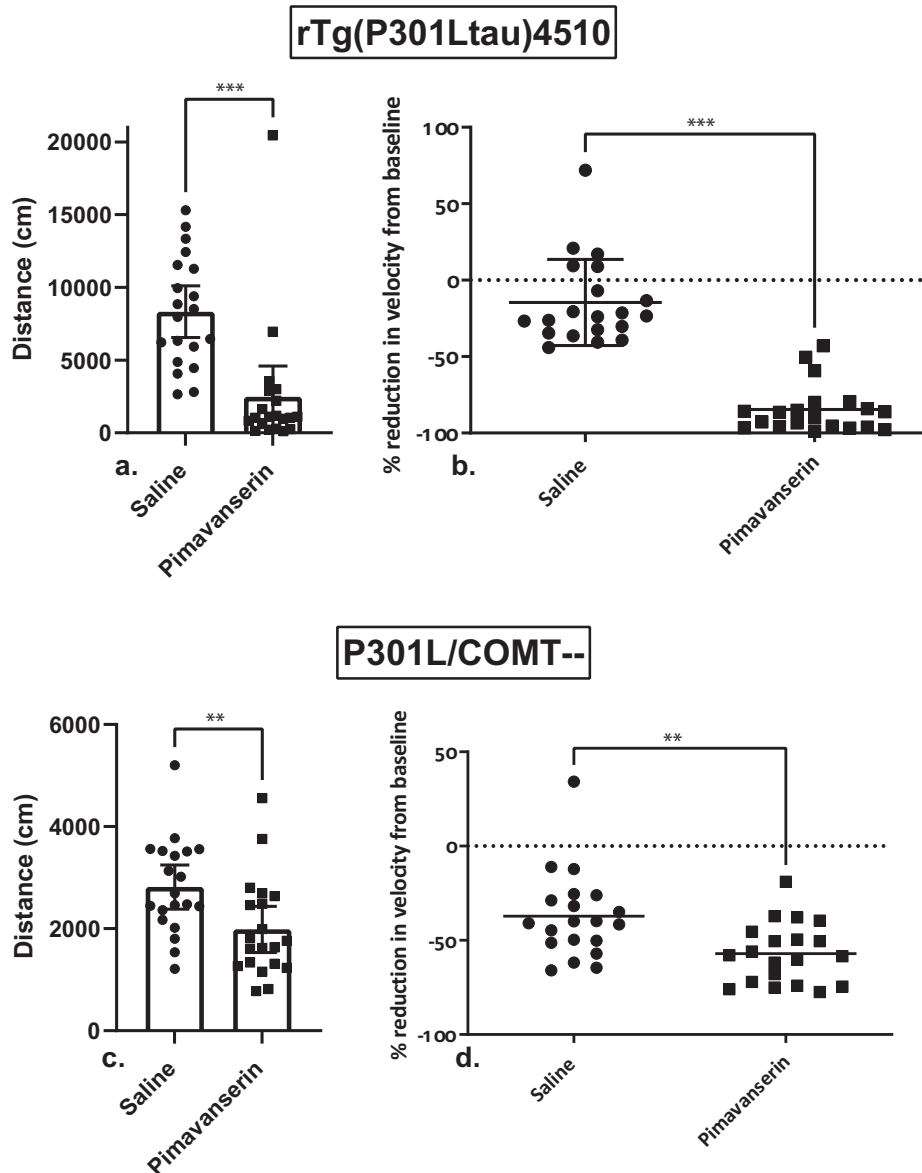 rTg(P301Ltau)4510
***
20000
15000
10000
5000
0
Distance (cm)
a.
Saline
Pimavanserin
***
100
50
0
-50
-100
% reduction in velocity from baseline
b.
Saline
Pimavanserin
P301L/COMT--
**
6000
4000
2000
0
Distance (cm)
c.
Saline
Pimavanserin
**
50
0
-50
-100
% reduction in velocity from baseline
d.
Saline
Pimavanserin